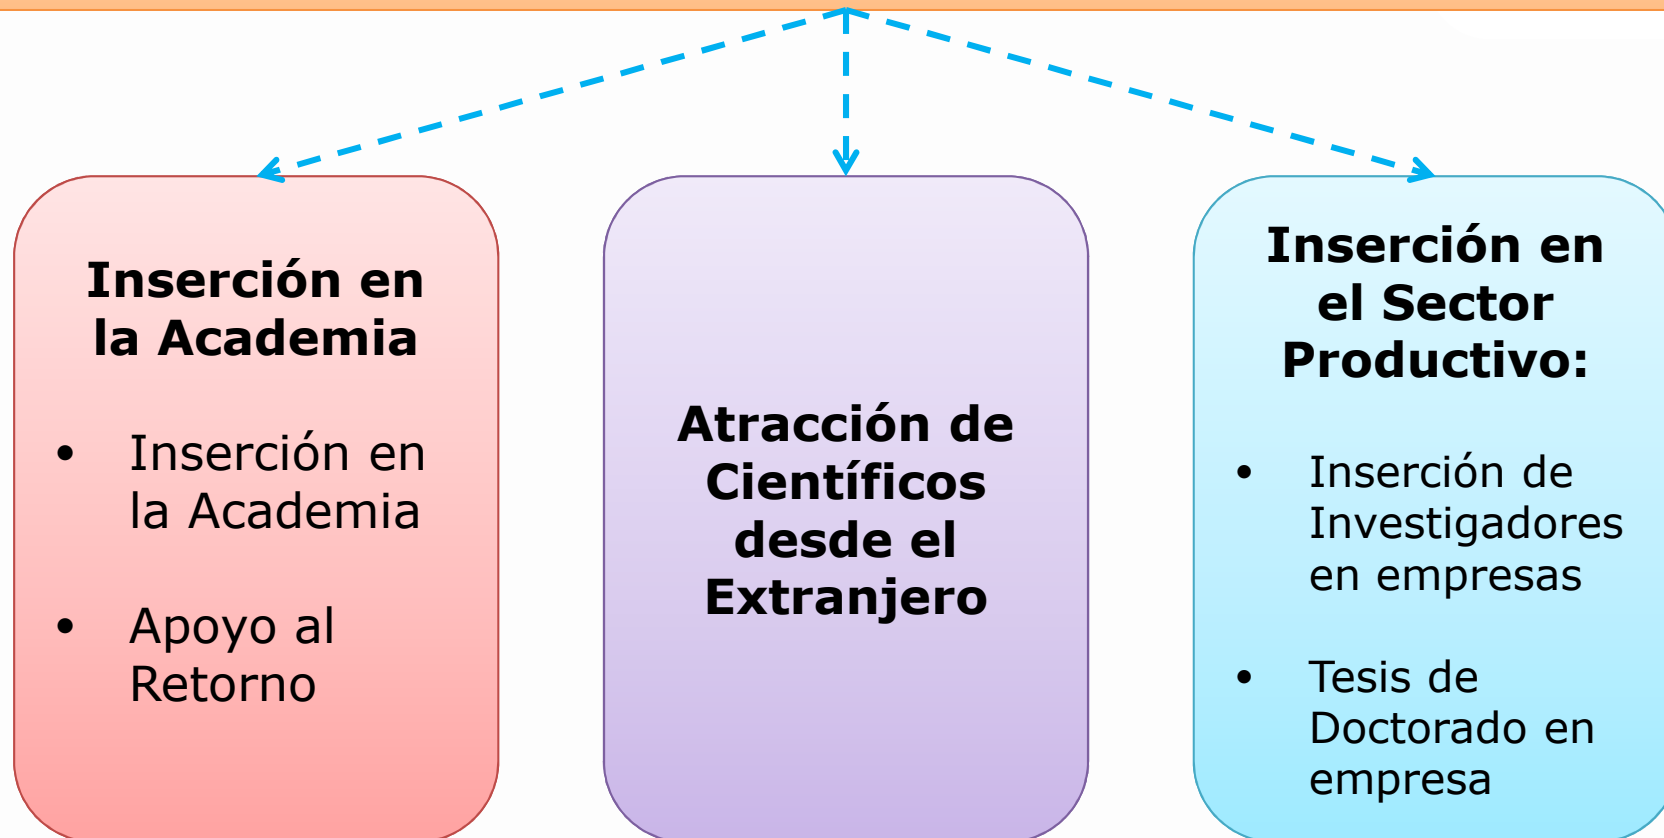 Inserción en
la Academia
• Inserción en
la Academia
• Apoyo al
Retorno
Atracción de
Científicos
desde el
Extranjero
Inserción en
el Sector
Productivo:
• Inserción de
Investigadores
en empresas
• Tesis de
Doctorado en
empresa